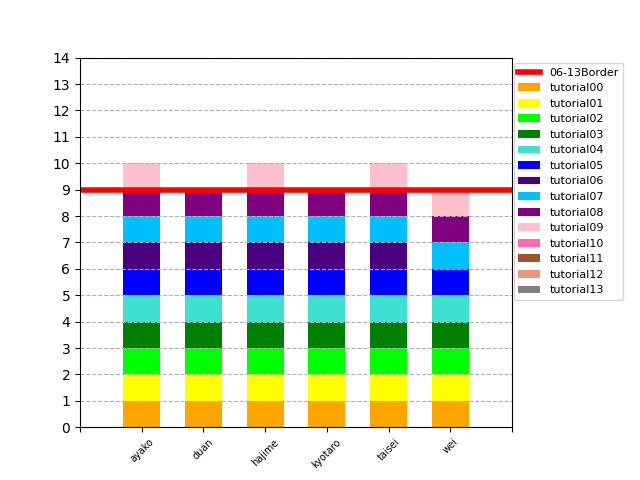 14
13
12
11
10
9
8
7
6
5
4
3
2
1
0
ayako
duan
hajime
kyotaro
taisei
wei
06-13Border
tutorial00
tutorial01
tutorial02
tutorial03
tutorial04
tutorial05
tutorial06
tutorial07
tutorial08
tutorial09
tutorial10
tutorial11
tutorial12
tutorial13